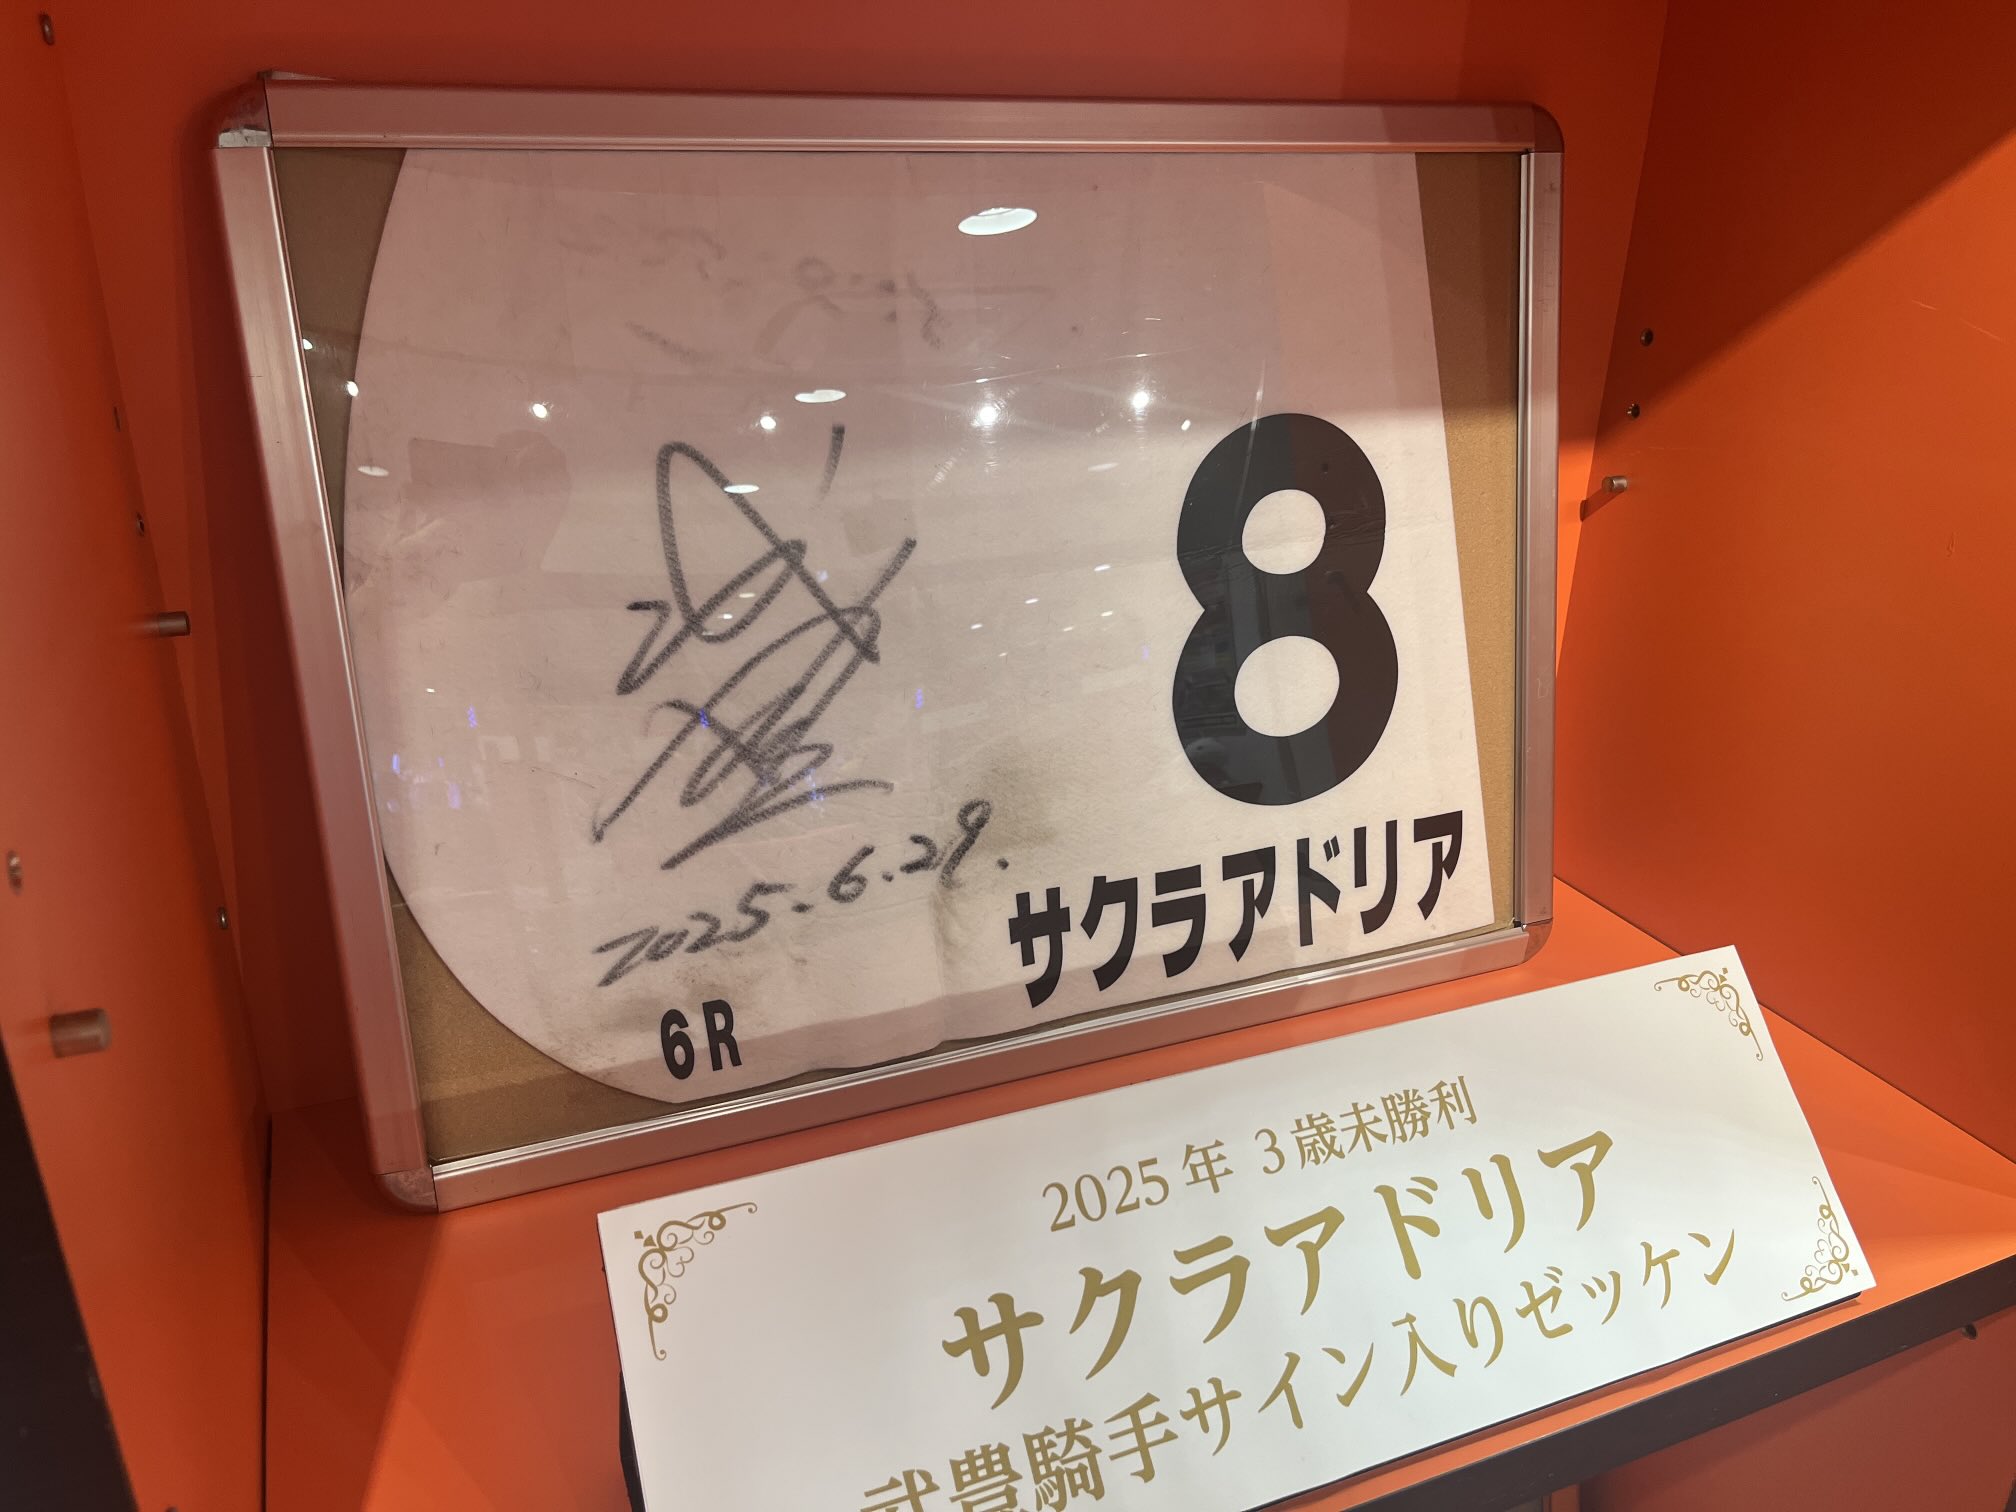 8
2025.6.29.
サクラアドリア
6R
2025年 3歳未勝利
サクラアドリア
武豊騎手サイン入りゼッケン